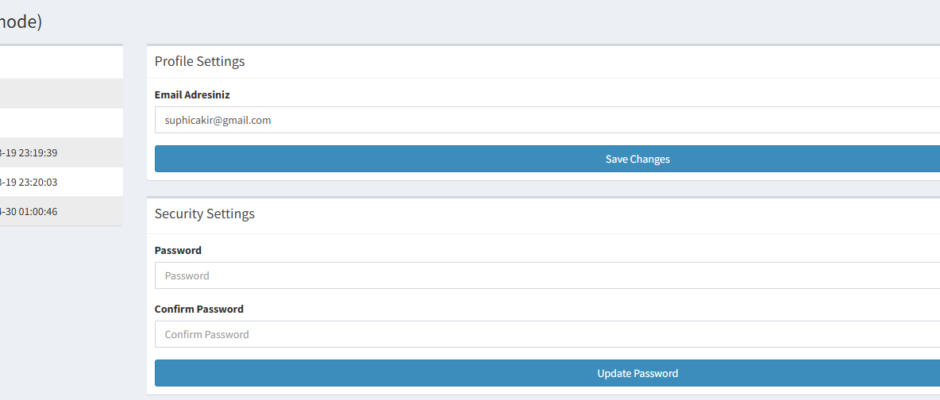 node)
Profile Settings
Email Adresiniz
suphicakir@gmail.com
Save Changes
-19 23:19:39
-19 23:20:03
-30 01:00:46
Security Settings
Password
Password
Confirm Password
Confirm Password
Update Password